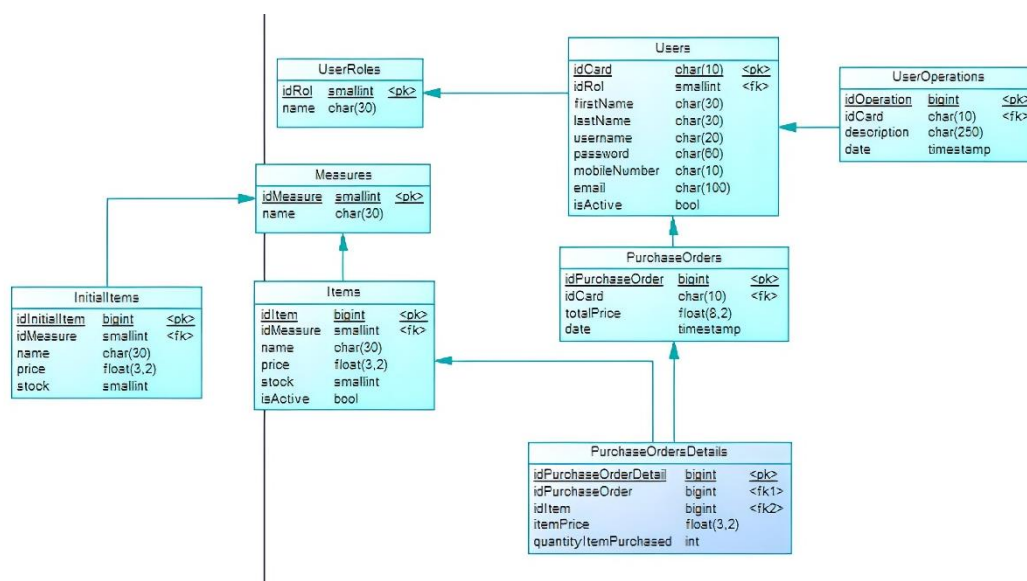 Users
idCard char(10) <pk>
idRol smallint <fk>
firstName char(30)
lastName char(30)
username char(20)
password char(60)
mobileNumber char(10)
email char(100)
isActive bool
UserRoles
idRol smallint <pk>
name char(30)
UserOperations
idOperation bigint <pk>
idCard char(10) <fk>
description char(250)
date timestamp
Measures
idMeasure smallint <pk>
name char(30)
PurchaseOrders
idPurchaseOrder bigint <pk>
idCard char(10) <fk>
totalPrice float(8,2)
date timestamp
InitialItems
idInitialItem bigint <pk>
idMeasure smallint <fk>
name char(30)
price float(3,2)
stock smallint
Items
idItem bigint <pk>
idMeasure smallint <fk>
name char(30)
price float(3,2)
stock smallint
isActive bool
PurchaseOrdersDetails
idPurchaseOrderDetail bigint <pk>
idPurchaseOrder bigint <fk1>
idItem bigint <fk2>
itemPrice float(3,2)
quantityItemPurchased int